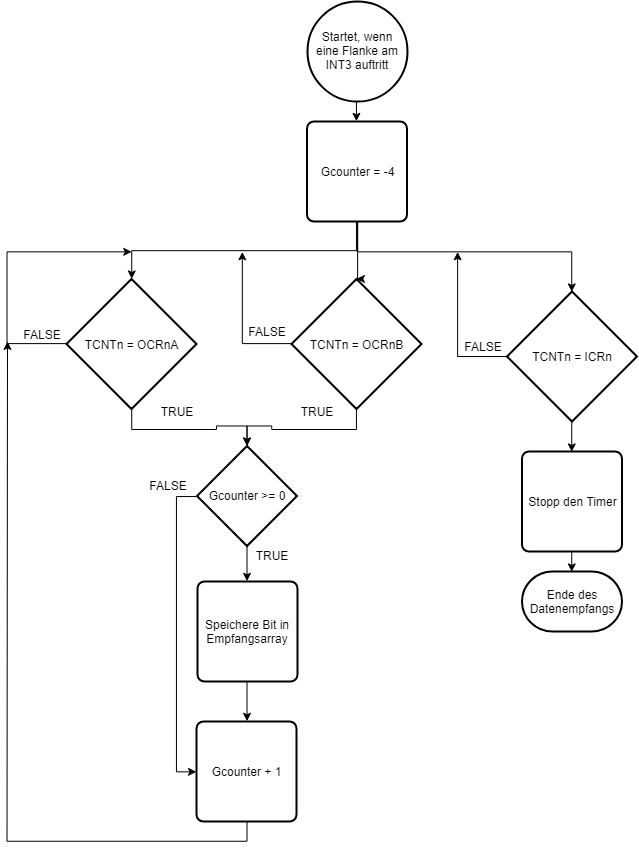 Startet, wenn
eine Flanke am
INT3 auftritt
Gcounter = -4
FALSE
TCNTn = OCRnA
FALSE
TCNTn = OCRnB
FALSE
TCNTn = ICRn
TRUE
TRUE
FALSE
Gcounter >= 0
Stopp den Timer
TRUE
Ende des
Datenempfangs
Speichere Bit in
Empfangsarray
Gcounter + 1